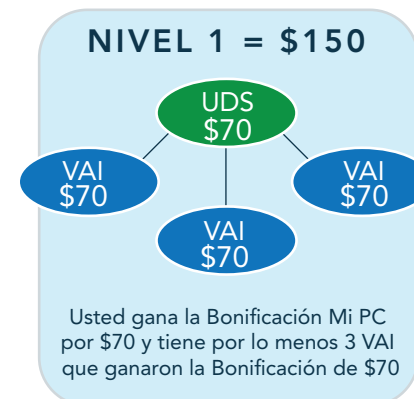 NIVEL 1 = $150
UDS
$70
VAI
$70
VAI
$70
VAI
$70
Usted gana la Bonificación Mi PC
por $70 y tiene por lo menos 3 VAI
que ganaron la Bonificación de $70